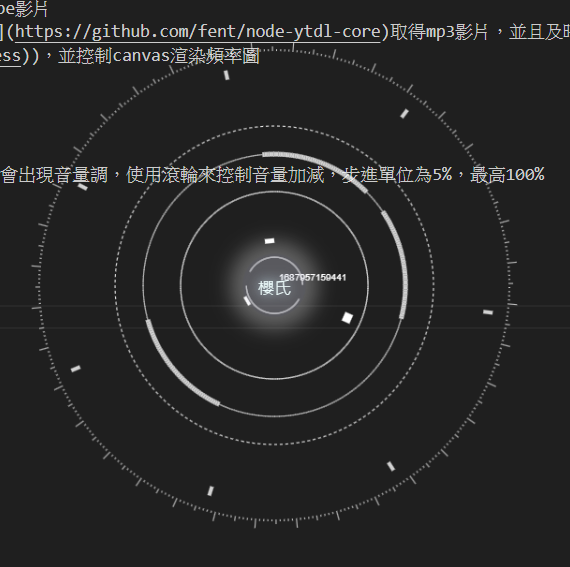 be影片
](https://github.com/fent/node-ytdl-core)取得mp3影片，並且及時
ess))，並控制canvas渲染頻率圖
會出現音量調，使用滾輪來控制音量加減，步進單位為5%，最高100%
1687957159441
櫻氏